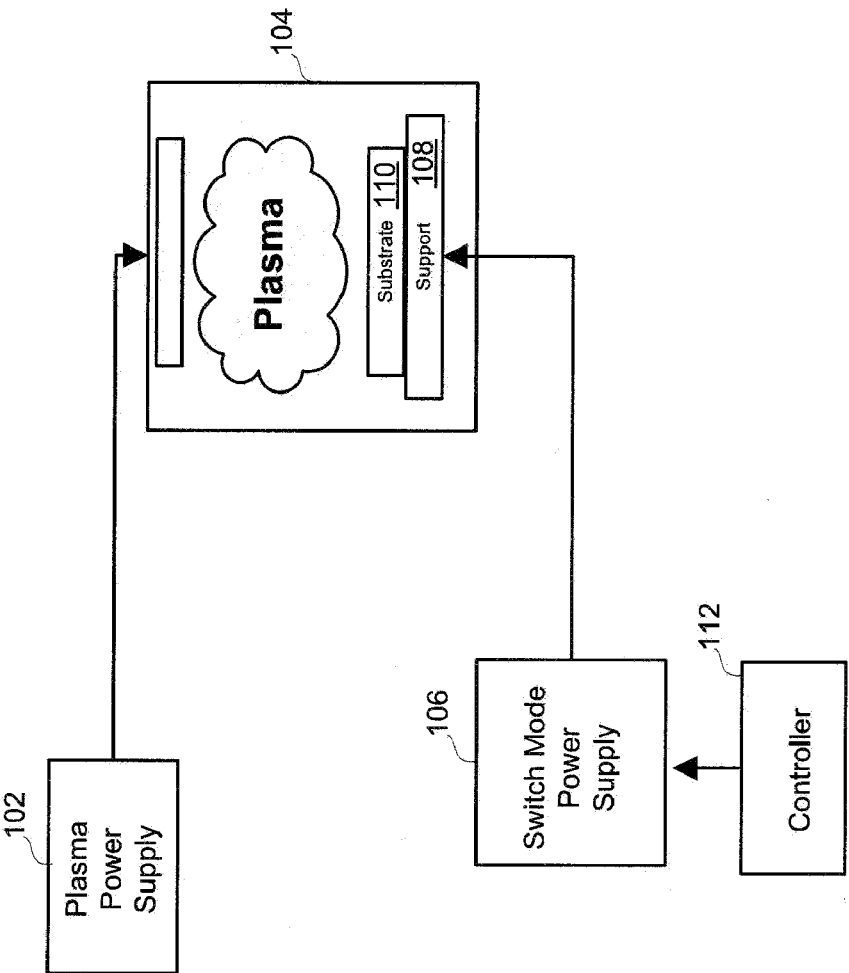 102
Plasma
Power
Supply
104
Plasma
Substrate 110
Support 108
106
Switch Mode
Power
Supply
112
Controller